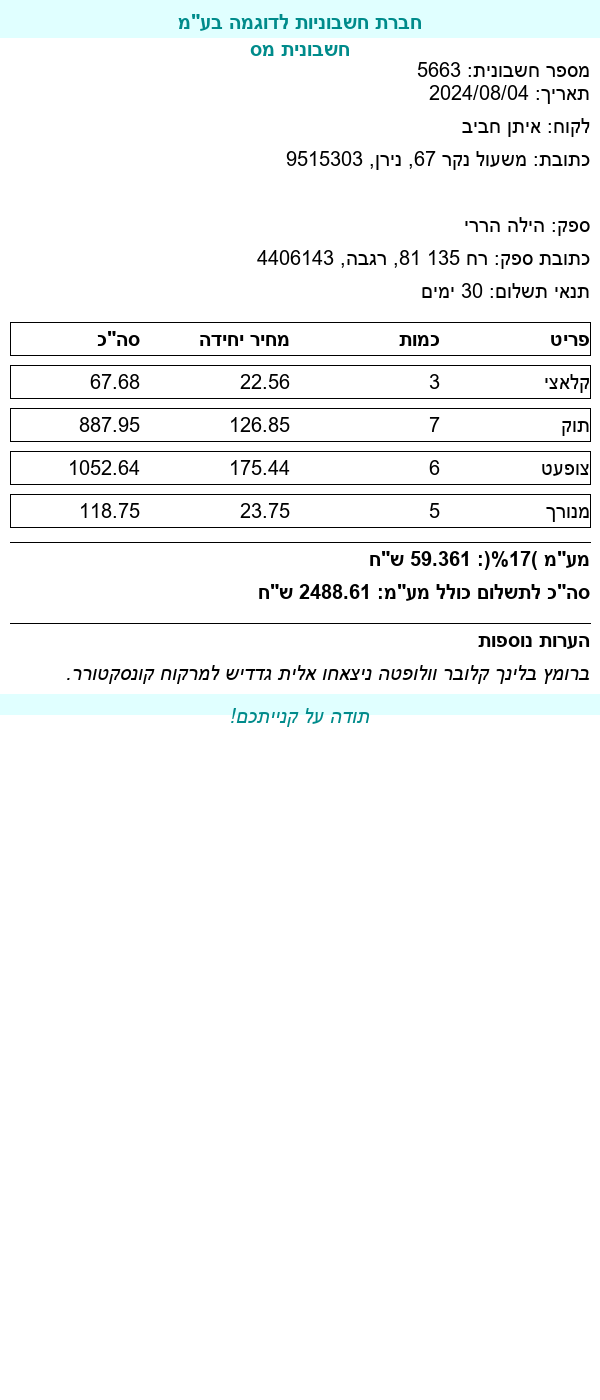 חברת חשבוניות לדוגמה בע"מ
חשבונית מס
מספר חשבונית: 5663
תאריך: 2024/08/04
לקוח: איתן חביב
כתובת: משעול נקר 67, נירן, 9515303
ספק: הילה הררי
כתובת ספק: רח 135 81, רגבה, 4406143
תנאי תשלום: 30 ימים
פריט כמות מחיר יחידה סה"כ
קלאצי 3 22.56 67.68
תוק 7 126.85 887.95
צופעט 6 175.44 1052.64
מנורך 5 23.75 118.75
מע"מ )17%(: 59.361 ש"ח
סה"כ לתשלום כולל מע"מ: 2488.61 ש"ח
הערות נוספות
ברומץ בלינך קלובר וולופטה ניצאחו אלית גדדיש למרקוח קונסקטורר.
תודה על קנייתכם!